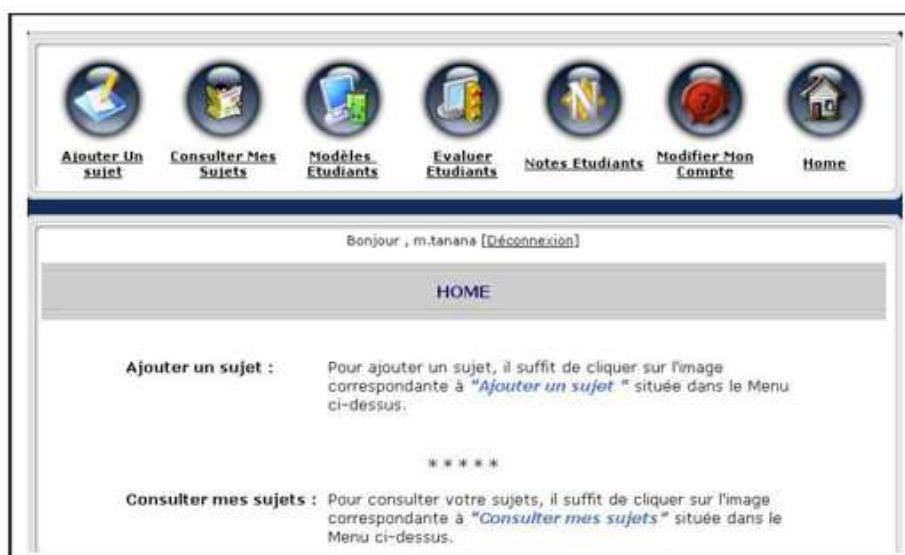 Ajouter Un
sujet
Consulter Mes
Sujets
Modèles
Etudiants
Evaluer
Etudiants
Notes Etudiants
Modifier Mon
Compte
Home
Bonjour , m.tanana [Déconnexion]
HOME
Ajouter un sujet :
Pour ajouter un sujet, il suffit de cliquer sur l'image
correspondante à "Ajouter un sujet " située dans le Menu
ci-dessus.
* * * * *
Consulter mes sujets :
Pour consulter votre sujets, il suffit de cliquer sur l'image
correspondante à "Consulter mes sujets" située dans le
Menu ci-dessus.